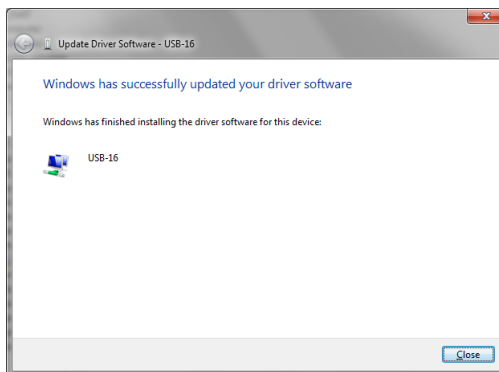 Update Driver Software - USB-16
Windows has successfully updated your driver software
Windows has finished installing the driver software for this device:
USB-16
Close